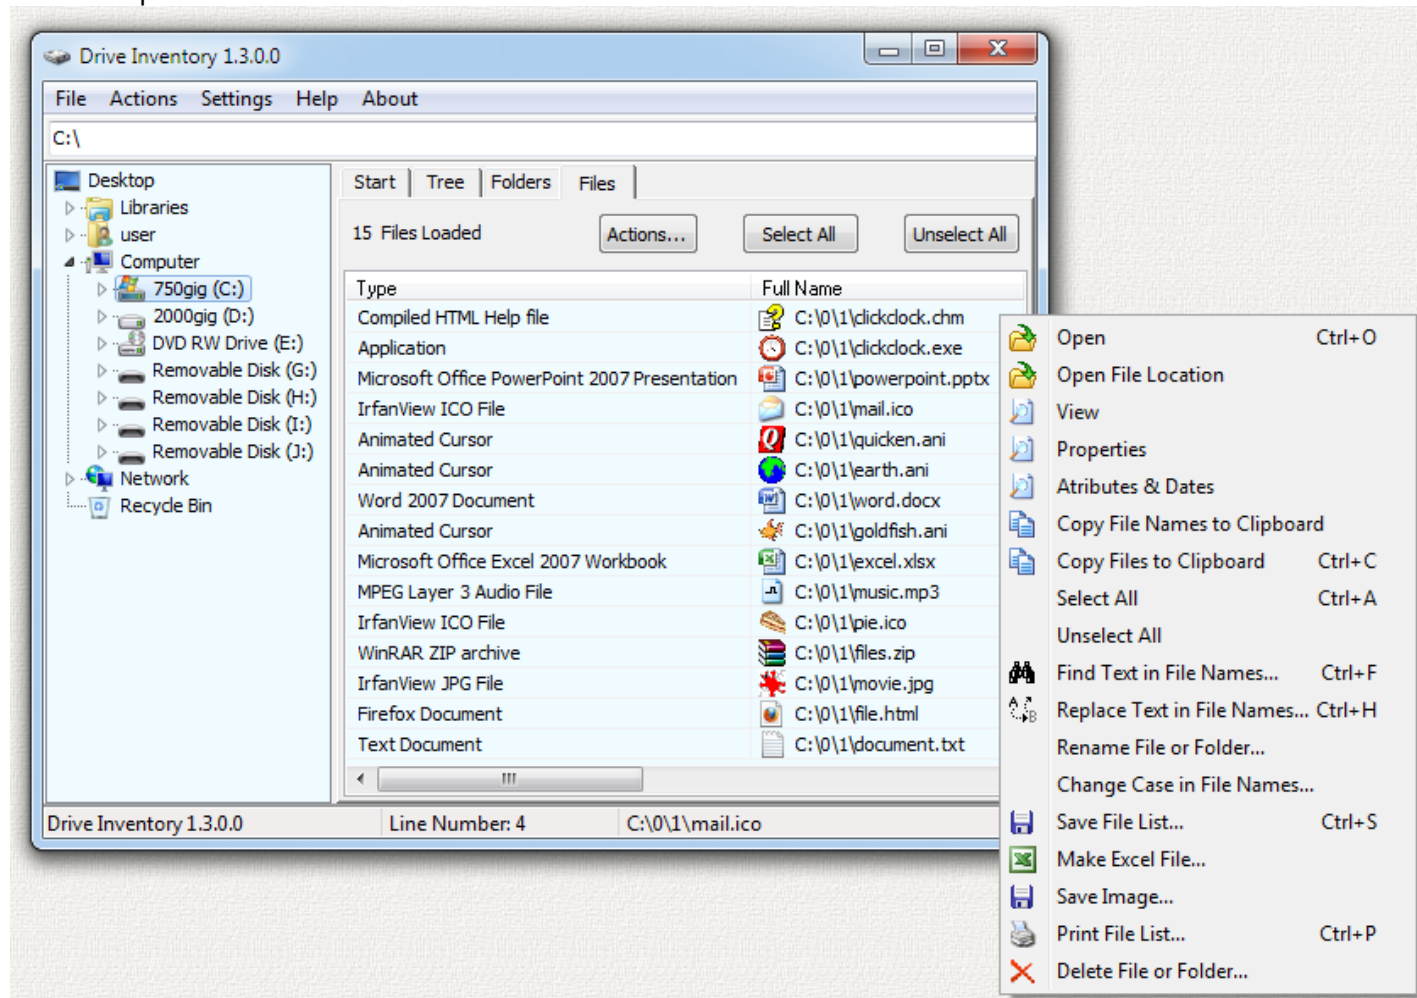 Drive Inventory 1.3.0.0
File Actions Settings Help About
C:\
Desktop
Libraries
user
Computer
750gig (C:)
2000gig (D:)
DVD RW Drive (E:)
Removable Disk (G:)
Removable Disk (H:)
Removable Disk (I:)
Removable Disk (J:)
Network
Recycle Bin
Start Tree Folders Files
15 Files Loaded Actions... Select All Unselect All
Type Full Name
Compiled HTML Help file C:\0\1\clickclock.chm
Application C:\0\1\clickclock.exe
Microsoft Office PowerPoint 2007 Presentation C:\0\1\powerpoint.pptx
IrfanView ICO File C:\0\1\mail.ico
Animated Cursor C:\0\1\quicken.ani
Animated Cursor C:\0\1\earth.ani
Word 2007 Document C:\0\1\word.docx
Animated Cursor C:\0\1\goldfish.ani
Microsoft Office Excel 2007 Workbook C:\0\1\excel.xlsx
MPEG Layer 3 Audio File C:\0\1\music.mp3
IrfanView ICO File C:\0\1\pie.ico
WinRAR ZIP archive C:\0\1\files.zip
IrfanView JPG File C:\0\1\movie.jpg
Firefox Document C:\0\1\file.html
Text Document C:\0\1\document.txt
Drive Inventory 1.3.0.0 Line Number: 4 C:\0\1\mail.ico
Open Ctrl+O
Open File Location
View
Properties
Atributes & Dates
Copy File Names to Clipboard
Copy Files to Clipboard Ctrl+C
Select All Ctrl+A
Unselect All
Find Text in File Names... Ctrl+F
Replace Text in File Names... Ctrl+H
Rename File or Folder...
Change Case in File Names...
Save File List... Ctrl+S
Make Excel File...
Save Image...
Print File List... Ctrl+P
Delete File or Folder...